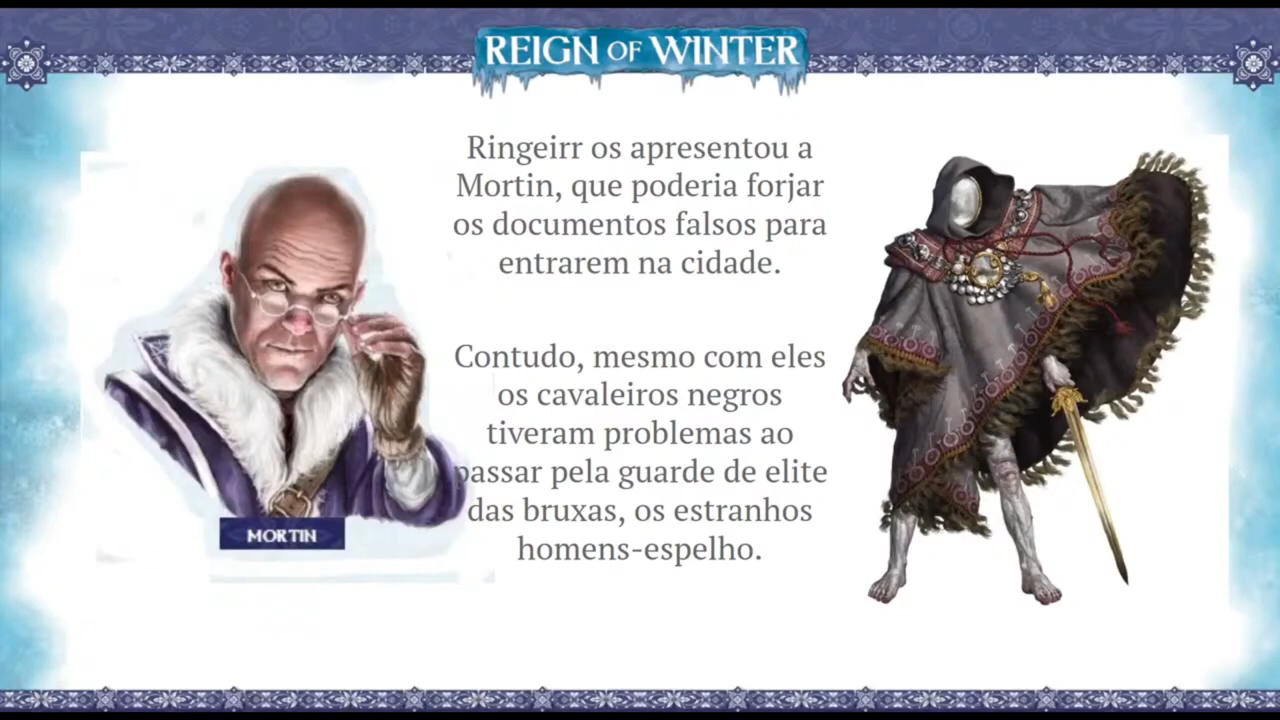 REIGN OF WINTER
Ringeirr os apresentou a
Mortin, que poderia forjar
os documentos falsos para
entrarem na cidade.
Contudo, mesmo com eles
os cavaleiros negros
tiveram problemas ao
passar pela guarde de elite
das bruxas, os estranhos
homens-espelho.
MORTIN